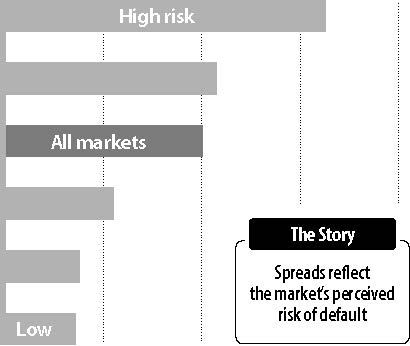 High risk
All markets
The Story
Spreads reflect
the market's perceived
risk of default
Low